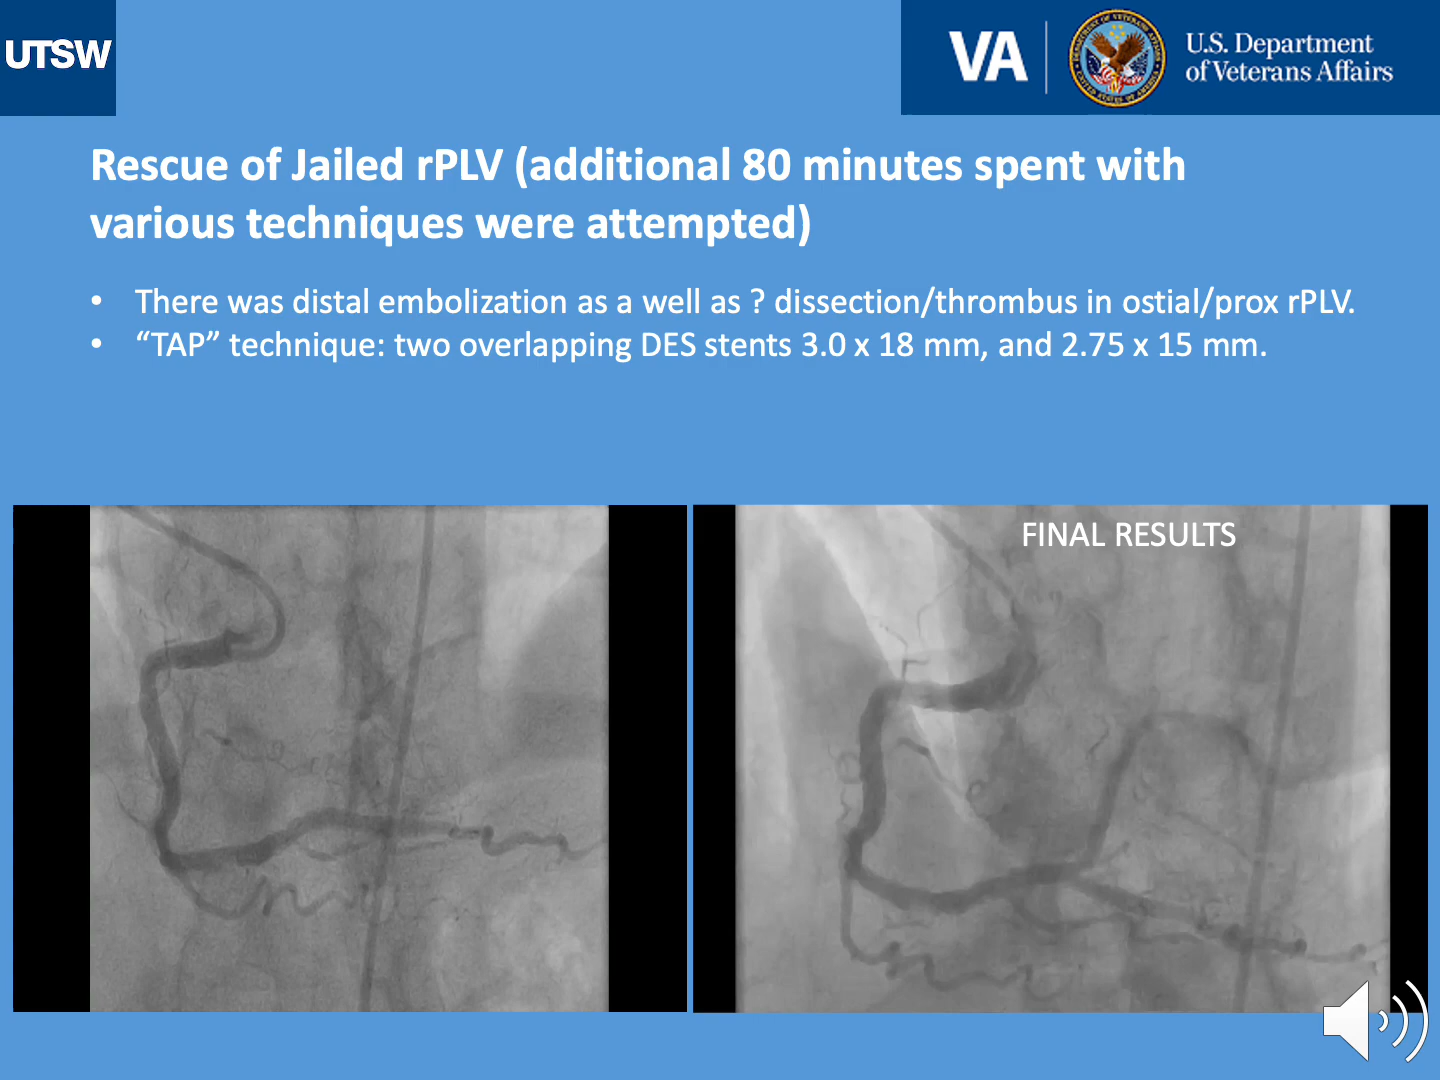 UTSW
VA
U.S. Department
of Veterans Affairs
Rescue of Jailed rPLV (additional 80 minutes spent with
various techniques were attempted)
• There was distal embolization as a well as ? dissection/thrombus in ostial/prox rPLV.
• “TAP” technique: two overlapping DES stents 3.0 x 18 mm, and 2.75 x 15 mm.
FINAL RESULTS